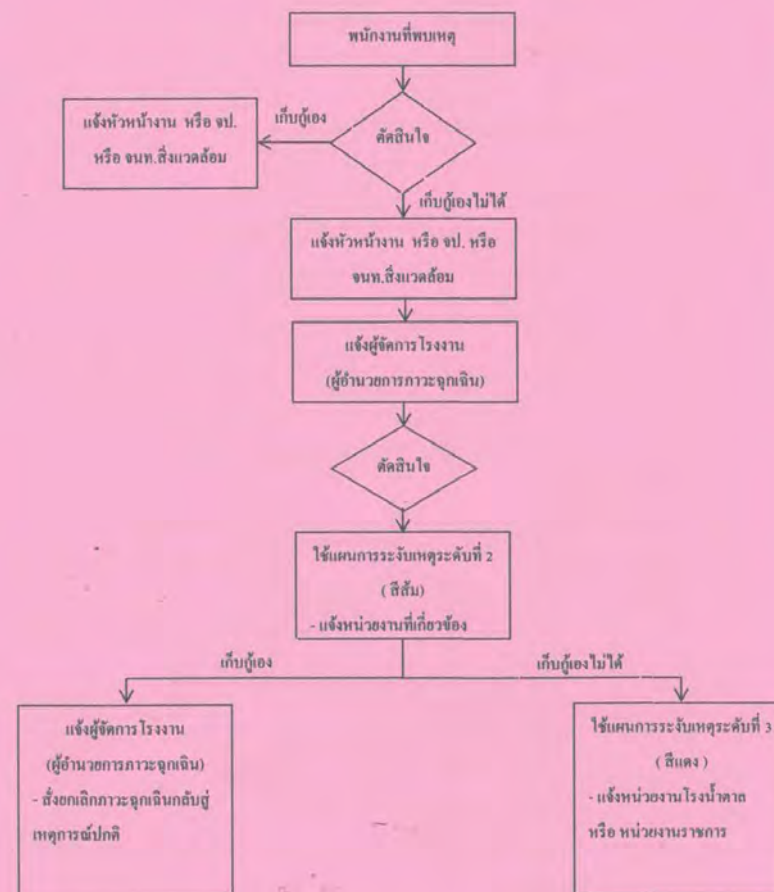 พนักงานที่พบเหตุ
ตัดสินใจ
เก็บกู้เอง
แจ้งหัวหน้างาน หรือ จป.
หรือ จนท.สิ่งแวดล้อม
เก็บกู้เองไม่ได้
แจ้งหัวหน้างาน หรือ จป. หรือ
จนท.สิ่งแวดล้อม
แจ้งผู้จัดการโรงงาน
(ผู้อำนวยการภาวะฉุกเฉิน)
ตัดสินใจ
ใช้แผนการระงับเหตุระดับที่ 2
( สีส้ม)
- แจ้งหน่วยงานที่เกี่ยวข้อง
เก็บกู้เอง
เก็บกู้เองไม่ได้
แจ้งผู้จัดการโรงงาน
(ผู้อำนวยการภาวะฉุกเฉิน)
- สั่งยกเลิกภาวะฉุกเฉินกลับสู่
เหตุการณ์ปกติ
ใช้แผนการระงับเหตุระดับที่ 3
( สีแดง )
- แจ้งหน่วยงานโรงน้ำตาล
หรือ หน่วยงานราชการ